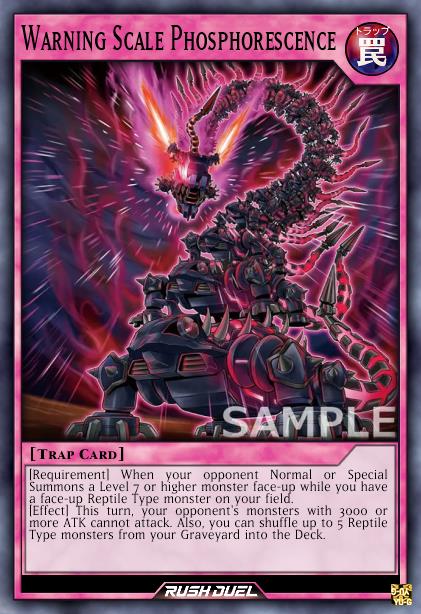 WARNING SCALE PHOSPHORESCENCE
トラップ
罠
SAMPLE
[TRAP CARD]
[Requirement] When your opponent Normal or Special
Summons a Level 7 or higher monster face-up while you have
a face-up Reptile Type monster on your field.
[Effect] This turn, your opponent's monsters with 3000 or
more ATK cannot attack. Also, you can shuffle up to 5 Reptile
Type monsters from your Graveyard into the Deck.
RUSH DUEL